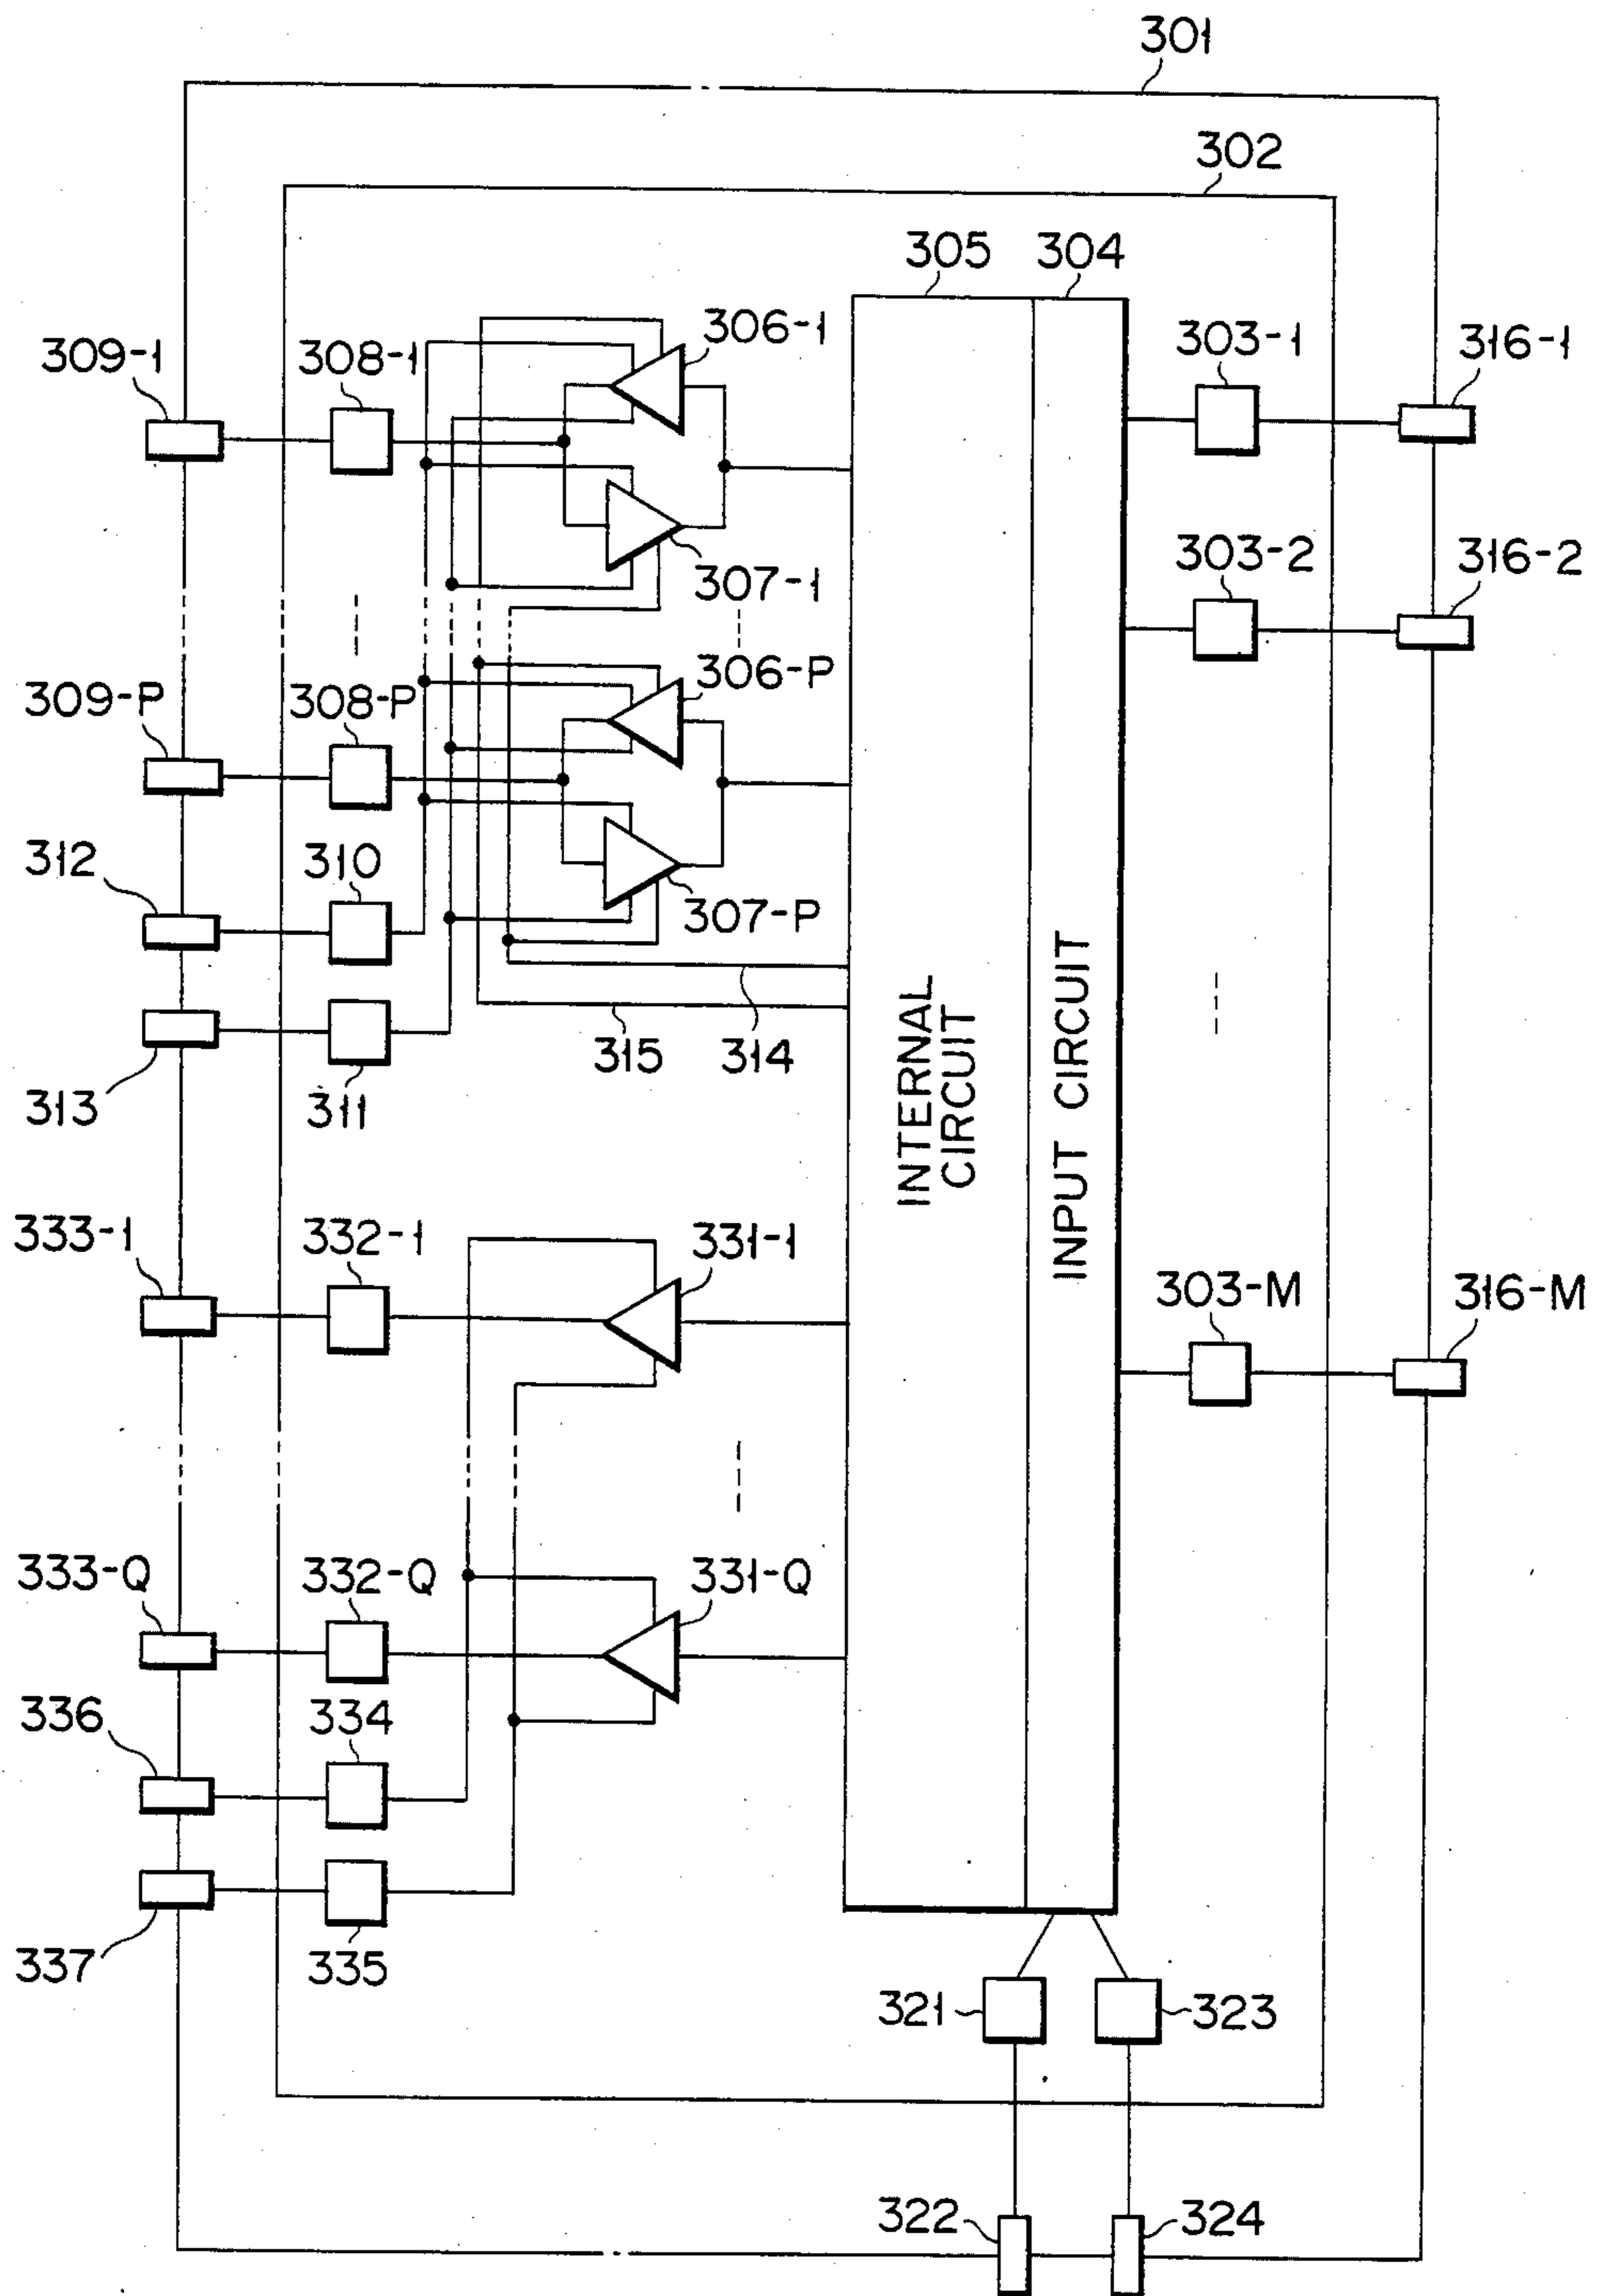 301
302
305
304
309-1
308-1
306-1
303-1
316-1
307-1
303-2
316-2
309-P
308-P
306-P
312
310
307-P
313
311
315
314
INTERNAL
CIRCUIT
INPUT CIRCUIT
333-1
332-1
331-1
303-M
316-M
333-Q
332-Q
331-Q
336
334
337
335
321
323
322
324